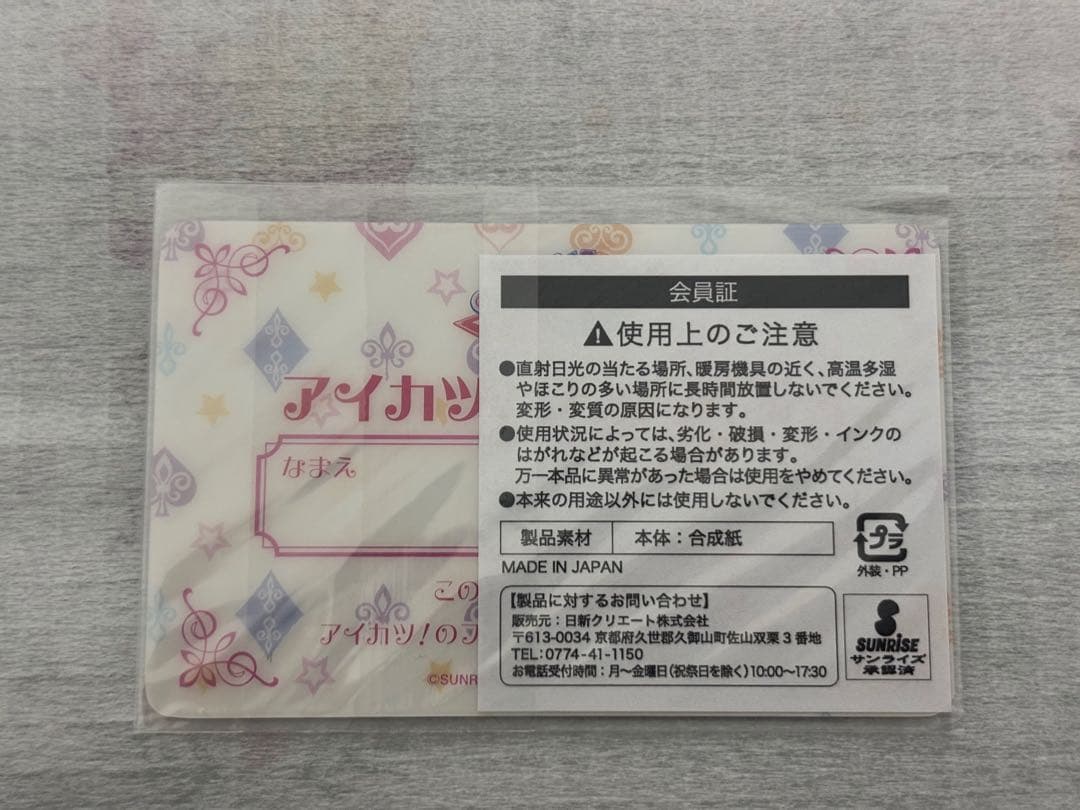 アイカツ
なまえ
この
アイカツ!のフ
©SUNR
会員証
⚠使用上のご注意
●直射日光の当たる場所、暖房機具の近く、高温多湿
やほこりの多い場所に長時間放置しないでください。
変形・変質の原因になります。
●使用状況によっては、劣化・破損・変形・インクの
はがれなどが起こる場合があります。
万一本品に異常があった場合は使用をやめてください。
●本来の用途以外には使用しないでください。
製品素材 本体：合成紙
MADE IN JAPAN
プラ
外装・PP
【製品に対するお問い合わせ】
販売元：日新クリエート株式会社
〒613-0034 京都府久世郡久御山町佐山双栗3番地
TEL:0774-41-1150
お電話受付時間：月～金曜日(祝祭日を除く)10:00～17:30
SUNRISE
サンライズ
承認済